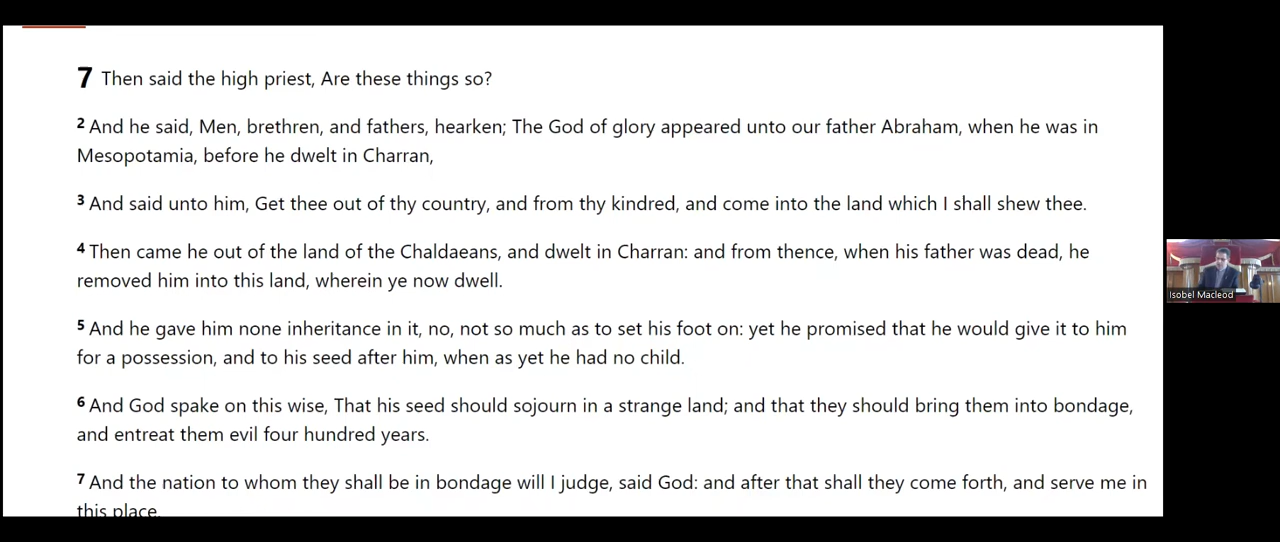 7 Then said the high priest, Are these things so?
2 And he said, Men, brethren, and fathers, hearken; The God of glory appeared unto our father Abraham, when he was in
Mesopotamia, before he dwelt in Charran,
3 And said unto him, Get thee out of thy country, and from thy kindred, and come into the land which I shall shew thee.
4 Then came he out of the land of the Chaldaeans, and dwelt in Charran: and from thence, when his father was dead, he
removed him into this land, wherein ye now dwell.
5 And he gave him none inheritance in it, no, not so much as to set his foot on: yet he promised that he would give it to him
for a possession, and to his seed after him, when as yet he had no child.
6 And God spake on this wise, That his seed should sojourn in a strange land; and that they should bring them into bondage,
and entreat them evil four hundred years.
7 And the nation to whom they shall be in bondage will I judge, said God: and after that shall they come forth, and serve me in
this place.
Isobel Macleod